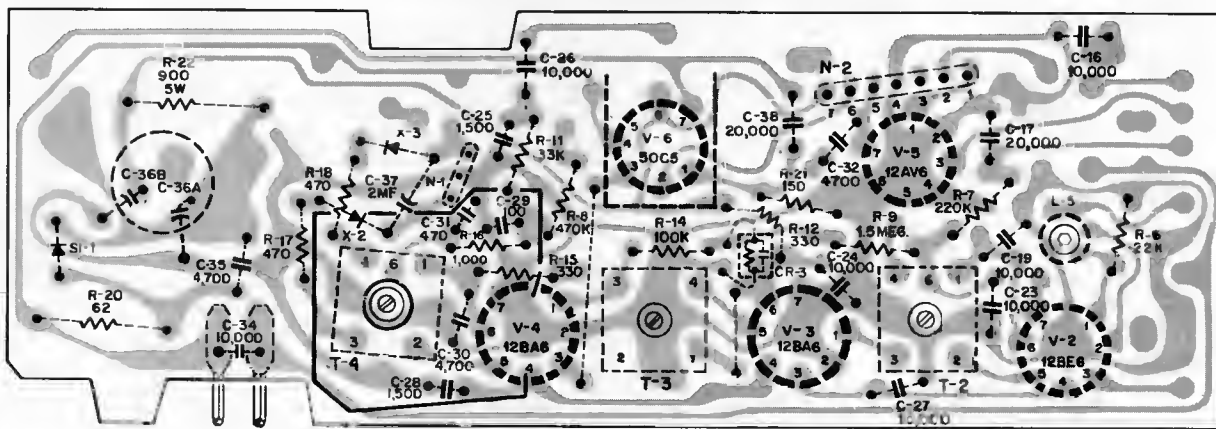 R-22
900
5W
C-26
10,000
C-16
10,000
N-2
7 6 5 4 3 2 1
C-25
1,500
X-3
R-11
33K
V-6
50C5
C-38
20,000
C-32
4700
V-5
12AV6
C-17
20,000
C-36B
C-36A
R-18
470
C-37
2MF
N-1
C-29
100
R-8
470K
R-21
150
R-7
220K
L-5
R-6
22K
SI-1
R-17
470
X-2
C-31
470
R-16
1,000
R-14
100K
R-12
330
R-9
1.5MEG
C-35
4,700
R-15
330
C-24
10,000
CR-3
C-19
10,000
R-20
62
C-23
10,000
C-34
10,000
T-4
C-30
4,700
V-4
12BA6
T-3
V-3
12BA6
T-2
V-2
12BE6
C-28
1,500
C-27
10,000